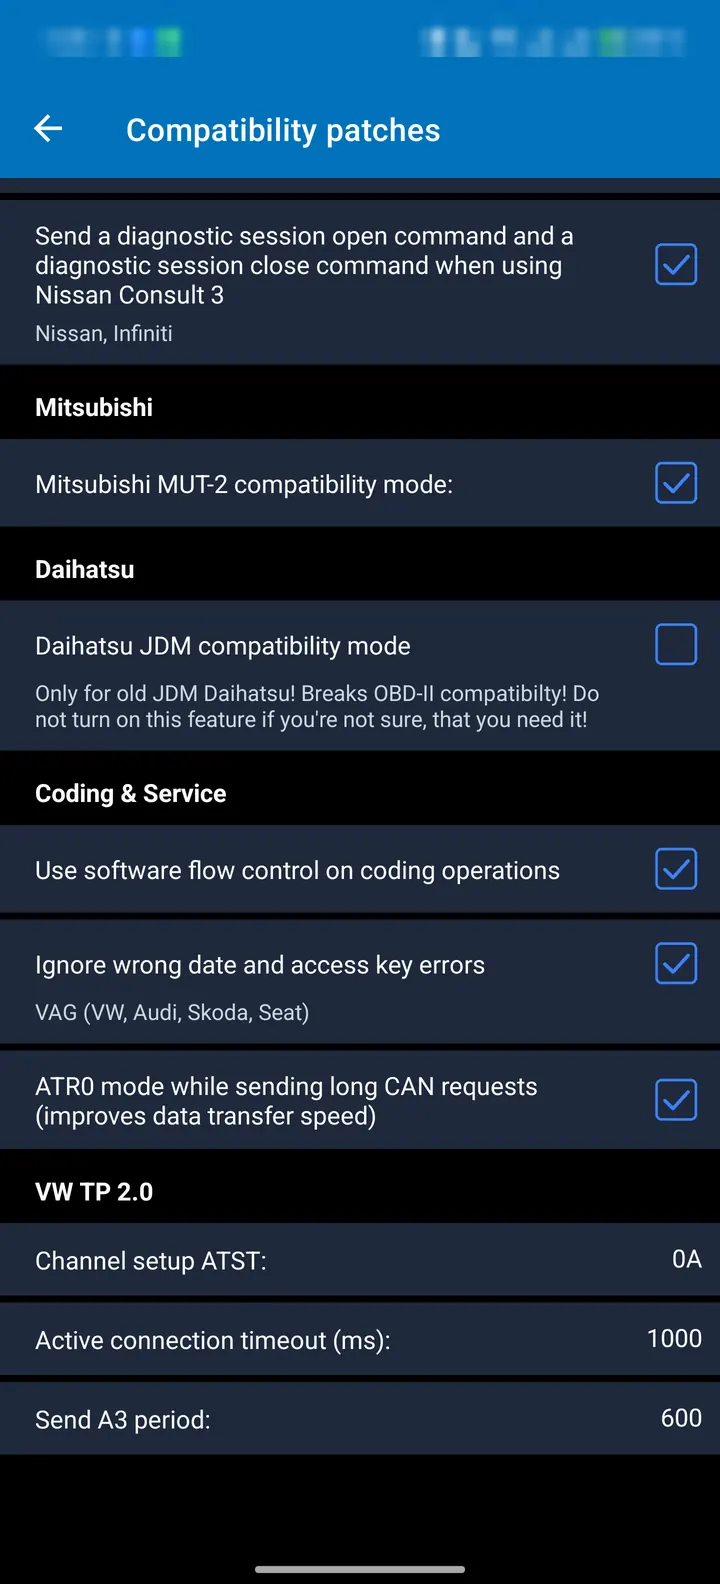 Compatibility patches
Send a diagnostic session open command and a
diagnostic session close command when using
Nissan Consult 3
Nissan, Infiniti
Mitsubishi
Mitsubishi MUT-2 compatibility mode:
Daihatsu
Daihatsu JDM compatibility mode
Only for old JDM Daihatsu! Breaks OBD-II compatibilty! Do
not turn on this feature if you're not sure, that you need it!
Coding & Service
Use software flow control on coding operations
Ignore wrong date and access key errors
VAG (VW, Audi, Skoda, Seat)
ATR0 mode while sending long CAN requests
(improves data transfer speed)
VW TP 2.0
Channel setup ATST: 0A
Active connection timeout (ms): 1000
Send A3 period: 600